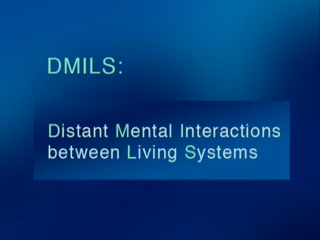 DMILS:
Distant Mental Interactions
between Living Systems